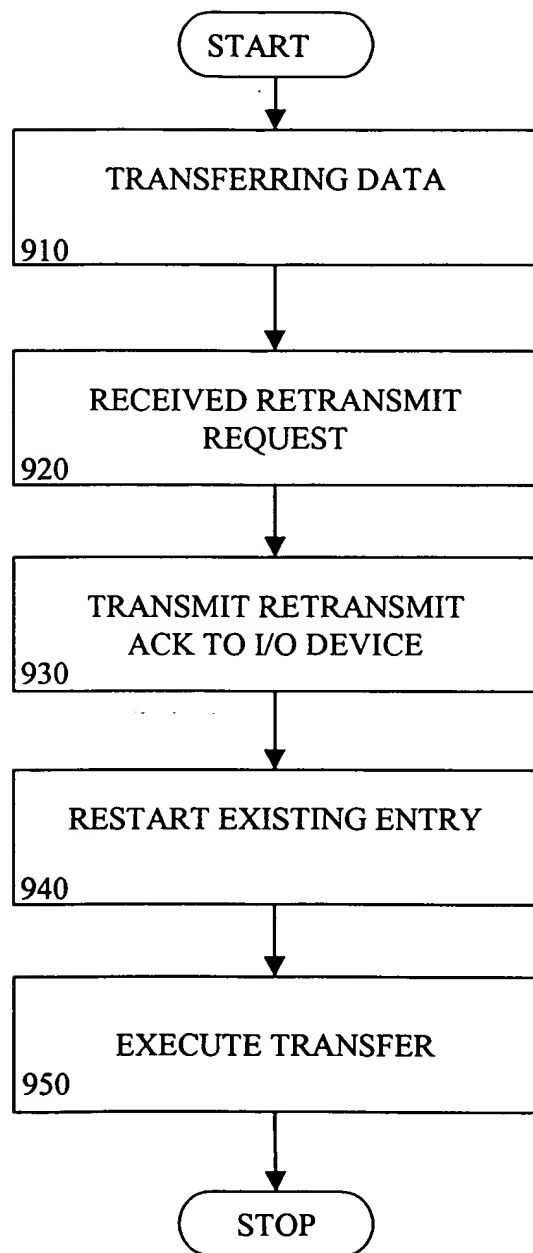 START
TRANSFERRING DATA
910
RECEIVED RETRANSMIT
REQUEST
920
TRANSMIT RETRANSMIT
ACK TO I/O DEVICE
930
RESTART EXISTING ENTRY
940
EXECUTE TRANSFER
950
STOP